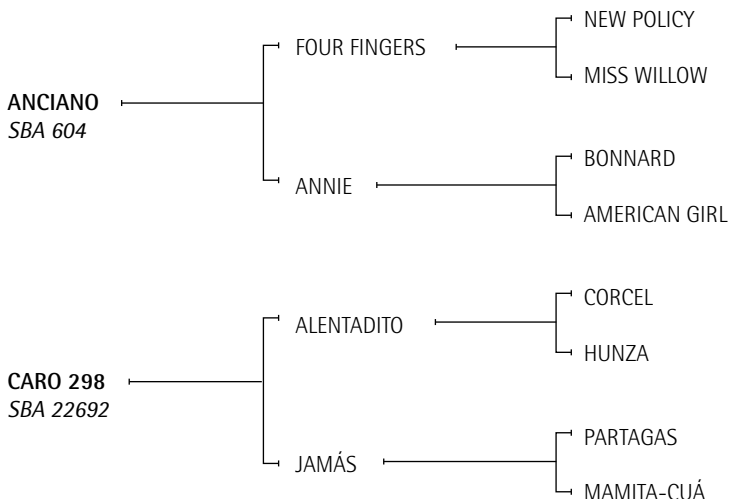 NEW POLICY
FOUR FINGERS
MISS WILLOW
ANCIANO
SBA 604
BONNARD
ANNIE
AMERICAN GIRL
CORCEL
ALENTADITO
HUNZA
CARO 298
SBA 22692
PARTAGAS
JAMÁS
MAMITA-CUÁ